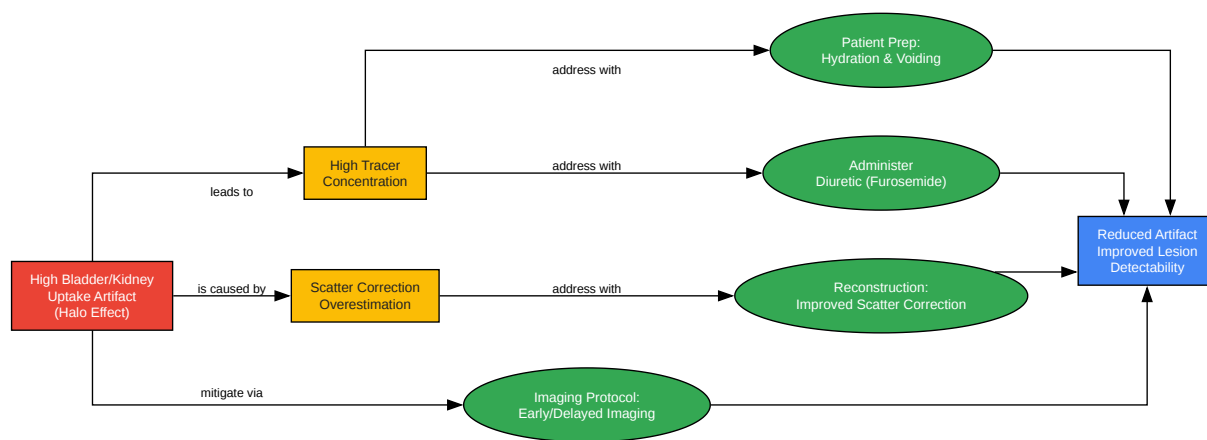 Patient Prep:
Hydration & Voiding
address with
High Tracer
Concentration
address with
Administer
Diuretic (Furosemide)
leads to
Reduced Artifact
Improved Lesion
Detectability
High Bladder/Kidney
Uptake Artifact
(Halo Effect)
is caused by
Scatter Correction
Overestimation
address with
Reconstruction:
Improved Scatter Correction
mitigate via
Imaging Protocol:
Early/Delayed Imaging